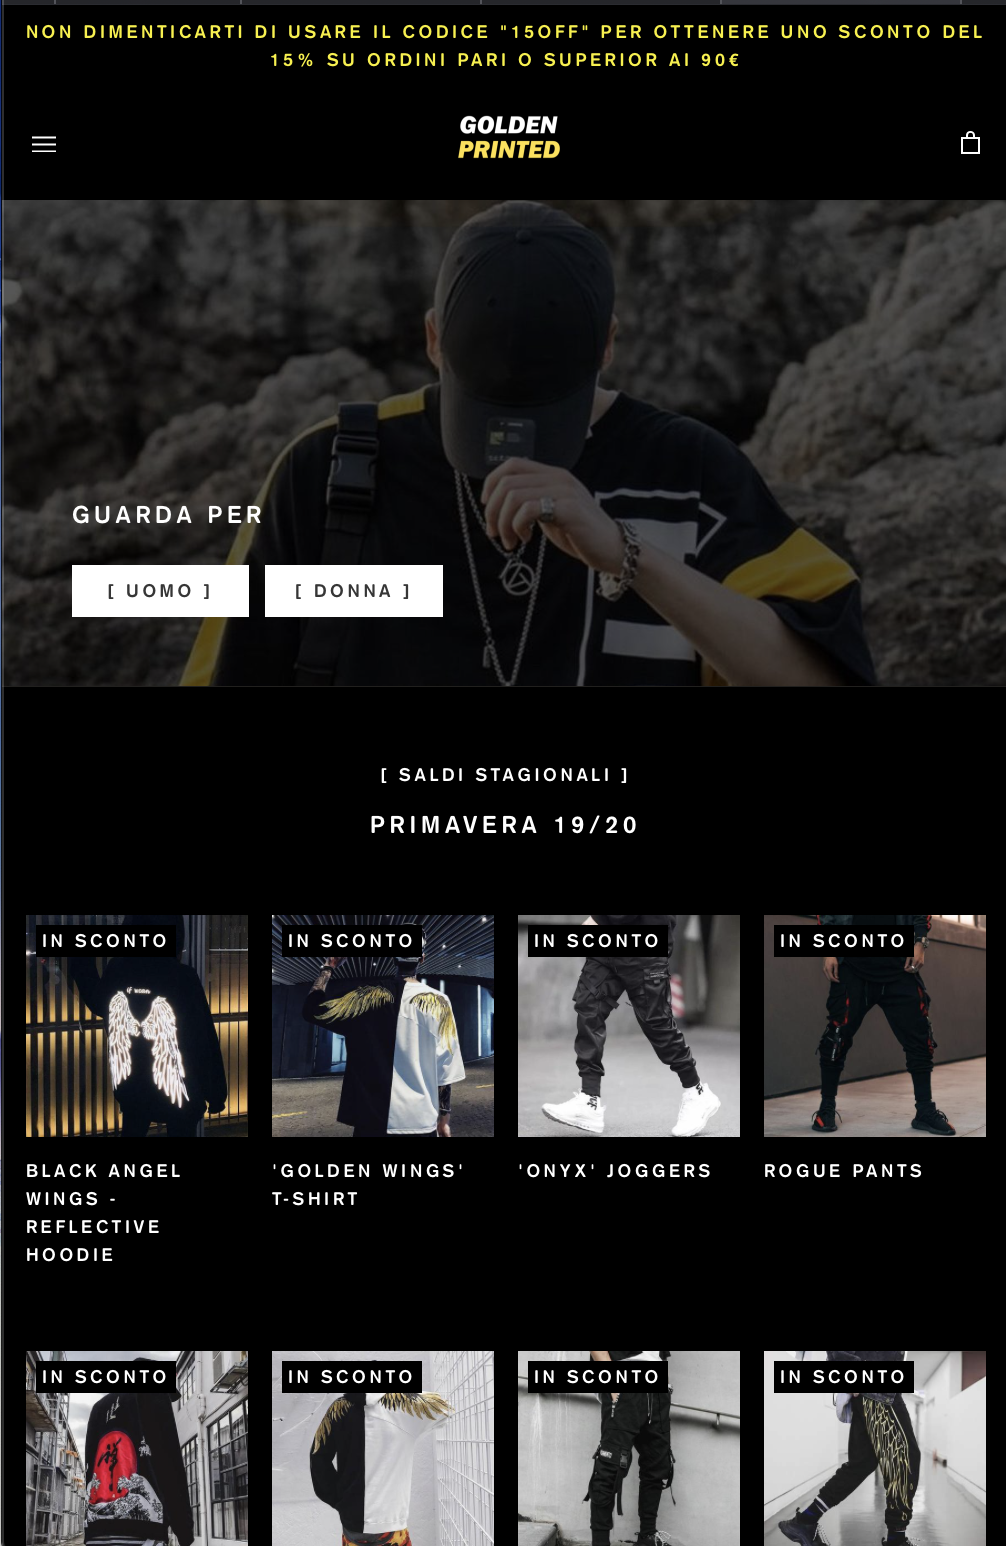 NON DIMENTICARTI DI USARE IL CODICE "15OFF" PER OTTENERE UNO SCONTO DEL
15% SU ORDINI PARI O SUPERIOR AI 90€
GOLDEN
PRINTED
GUARDA PER
[ UOMO ]
[ DONNA ]
[ SALDI STAGIONALI ]
PRIMAVERA 19/20
IN SCONTO
IN SCONTO
IN SCONTO
IN SCONTO
BLACK ANGEL
WINGS -
REFLECTIVE
HOODIE
'GOLDEN WINGS'
T-SHIRT
'ONYX' JOGGERS
ROGUE PANTS
IN SCONTO
IN SCONTO
IN SCONTO
IN SCONTO